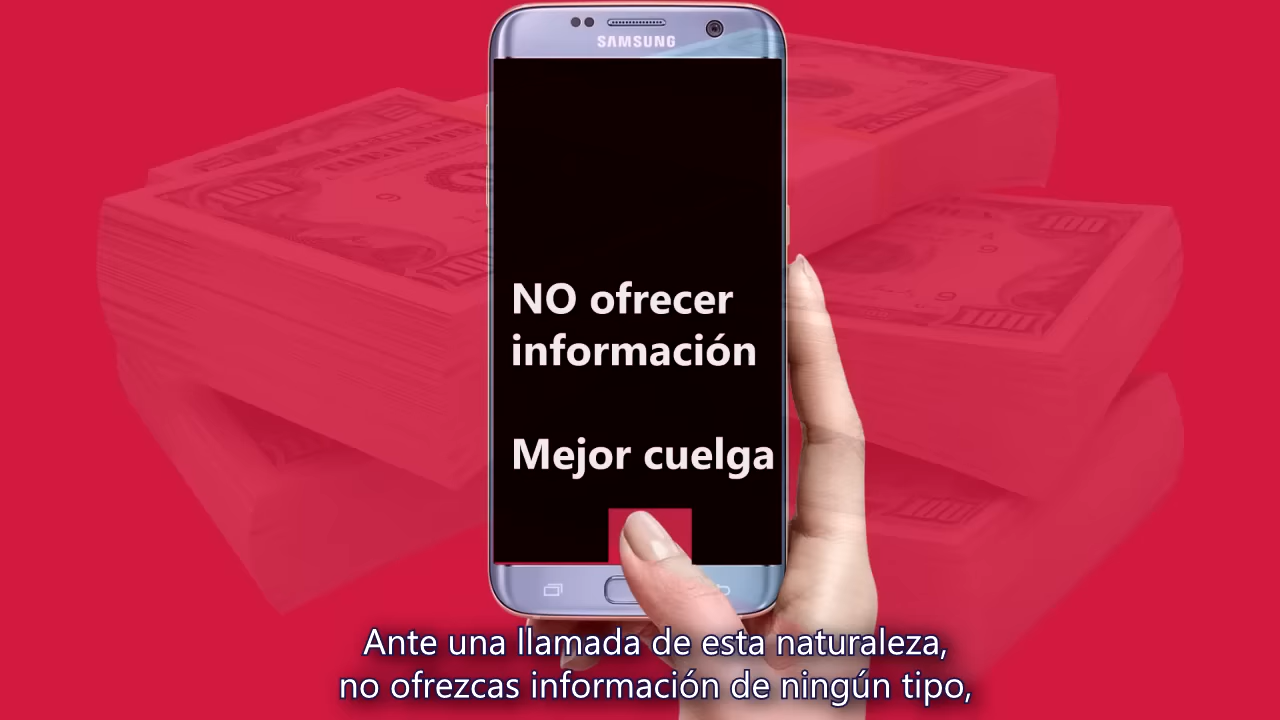 SAMSUNG
NO ofrecer
información
Mejor cuelga
Ante una llamada de esta naturaleza,
no ofrezcas información de ningún tipo,